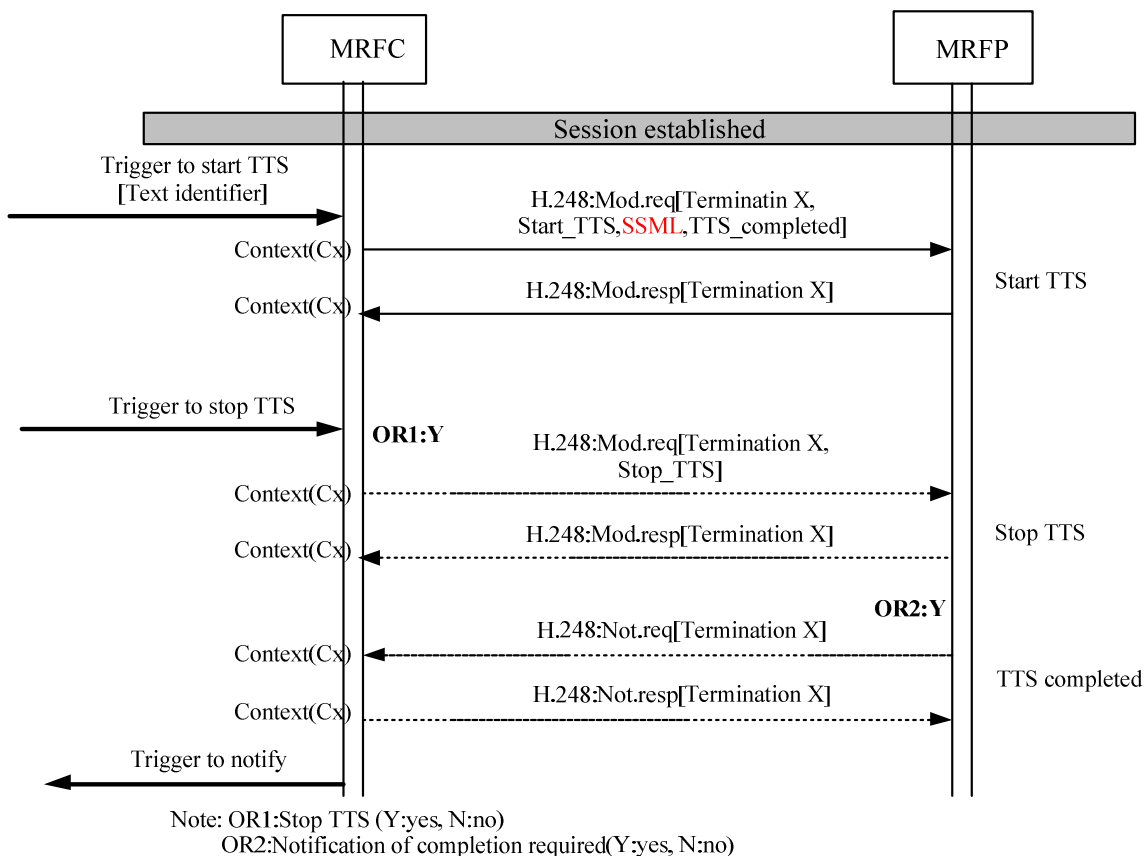 MRFC
MRFP
Session established
Trigger to start TTS
[Text identifier]
H.248:Mod.req[Terminatin X,
Start_TTS,SSML,TTS_completed]
Context(Cx)
Start TTS
H.248:Mod.resp[Termination X]
Context(Cx)
Trigger to stop TTS
OR1:Y
H.248:Mod.req[Termination X,
Stop_TTS]
Context(Cx)
Stop TTS
H.248:Mod.resp[Termination X]
Context(Cx)
OR2:Y
H.248:Not.req[Termination X]
Context(Cx)
TTS completed
H.248:Not.resp[Termination X]
Context(Cx)
Trigger to notify
Note: OR1:Stop TTS (Y:yes, N:no)
OR2:Notification of completion required(Y:yes, N:no)